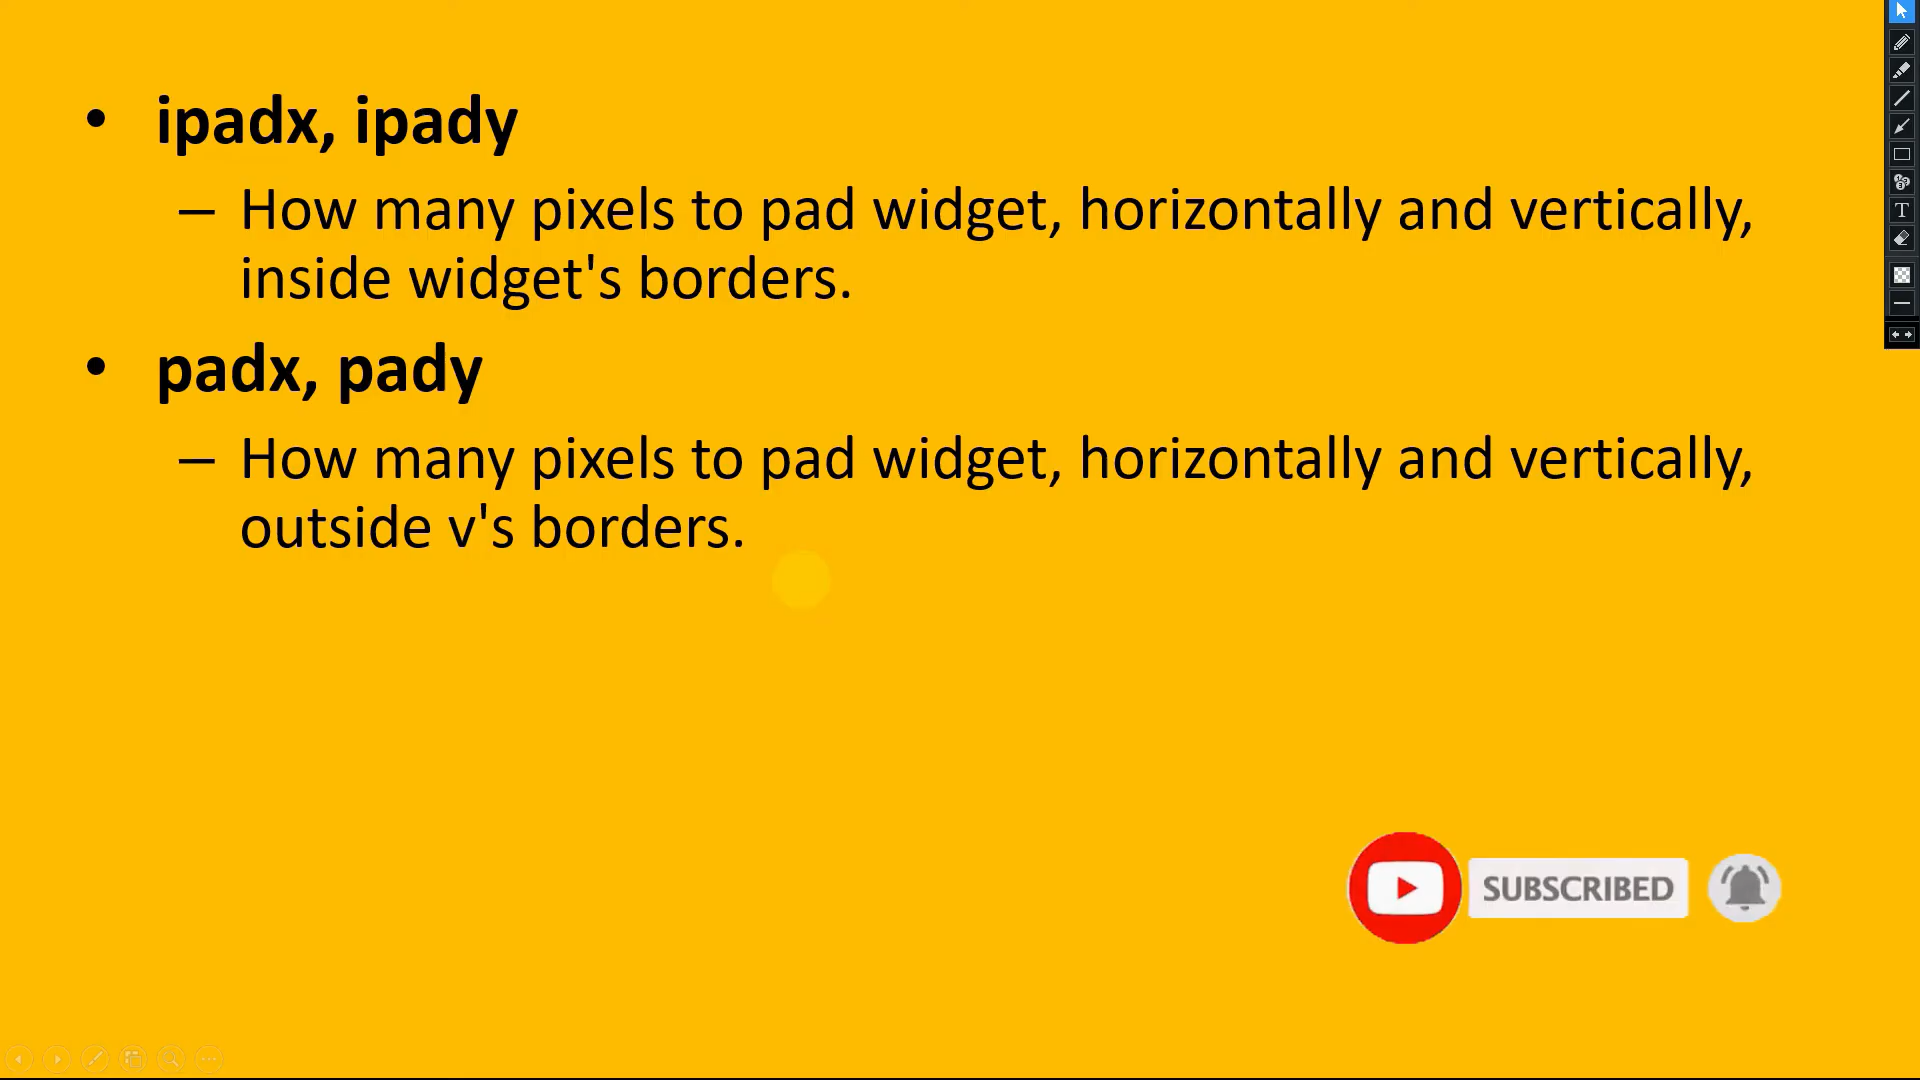 • ipadx, ipady
– How many pixels to pad widget, horizontally and vertically,
inside widget's borders.
• padx, pady
– How many pixels to pad widget, horizontally and vertically,
outside v's borders.
SUBSCRIBED